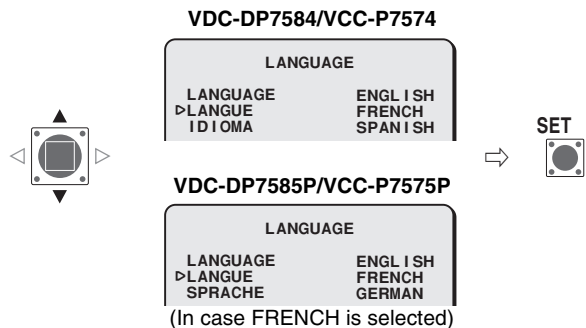 VDC-DP7584/VCC-P7574
LANGUAGE
LANGUAGE ENGLISH
▷LANGUE FRENCH
IDIOMA SPANISH
SET
VDC-DP7585P/VCC-P7575P
LANGUAGE
LANGUAGE ENGLISH
▷LANGUE FRENCH
SPRACHE GERMAN
(In case FRENCH is selected)